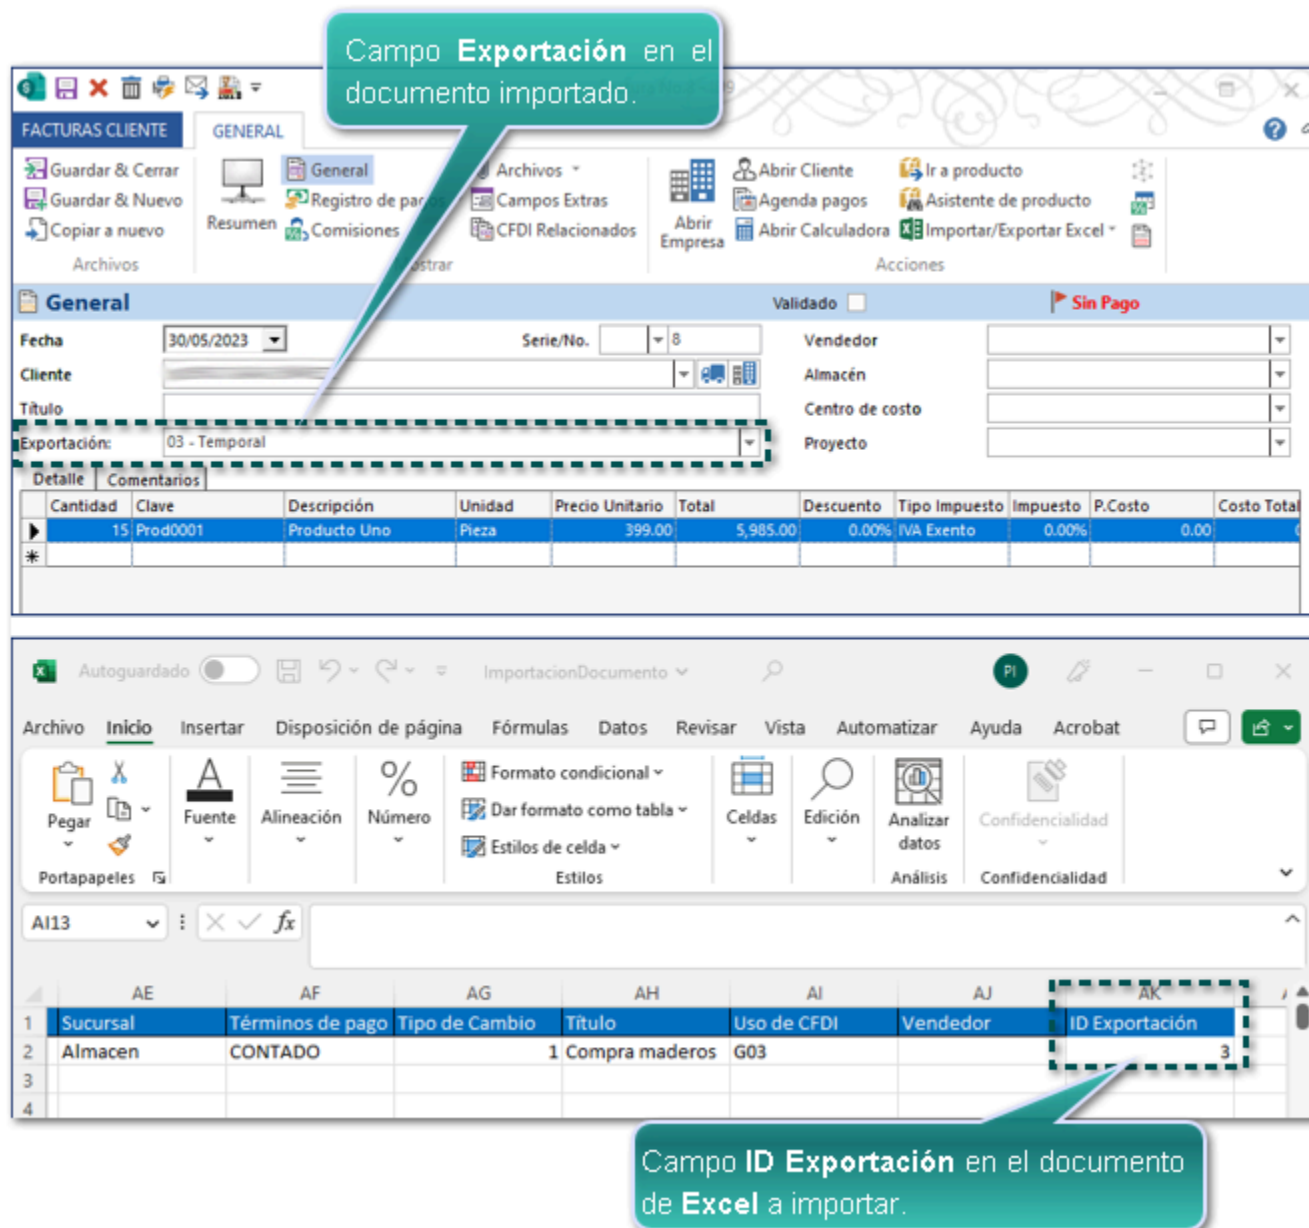 Campo Exportación en el
documento importado.
FACTURAS CLIENTE GENERAL
Guardar & Cerrar General Archivos Abrir Cliente Ir a producto
Guardar & Nuevo Registro de pagos Campos Extras Agenda pagos Asistente de producto
Copiar a nuevo Resumen Comisiones CFDI Relacionados Abrir Empresa Abrir Calculadora Importar/Exportar Excel
Archivos Acciones
General Validado Sin Pago
Fecha 30/05/2023 Serie/No. 8 Vendedor
Cliente Almacén
Título Centro de costo
Exportación: 03 - Temporal Proyecto
Detalle Comentarios
Cantidad Clave Descripción Unidad Precio Unitario Total Descuento Tipo Impuesto Impuesto P.Costo Costo Total
15 Prod0001 Producto Uno Pieza 399.00 5,985.00 0.00% IVA Exento 0.00% 0.00
Autoguardado ImportacionDocumento PI
Archivo Inicio Insertar Disposición de página Fórmulas Datos Revisar Vista Automatizar Ayuda Acrobat
Pegar Fuente Alineación Número Formato condicional Celdas Edición Analizar datos Confidencialidad
Dar formato como tabla
Estilos de celda
Portapapeles Estilos Análisis Confidencialidad
AI13 fx
AE AF AG AH AI AJ AK
1 Sucursal Términos de pago Tipo de Cambio Título Uso de CFDI Vendedor ID Exportación
2 Almacen CONTADO 1 Compra maderos G03 3
3
4
Campo ID Exportación en el documento
de Excel a importar.